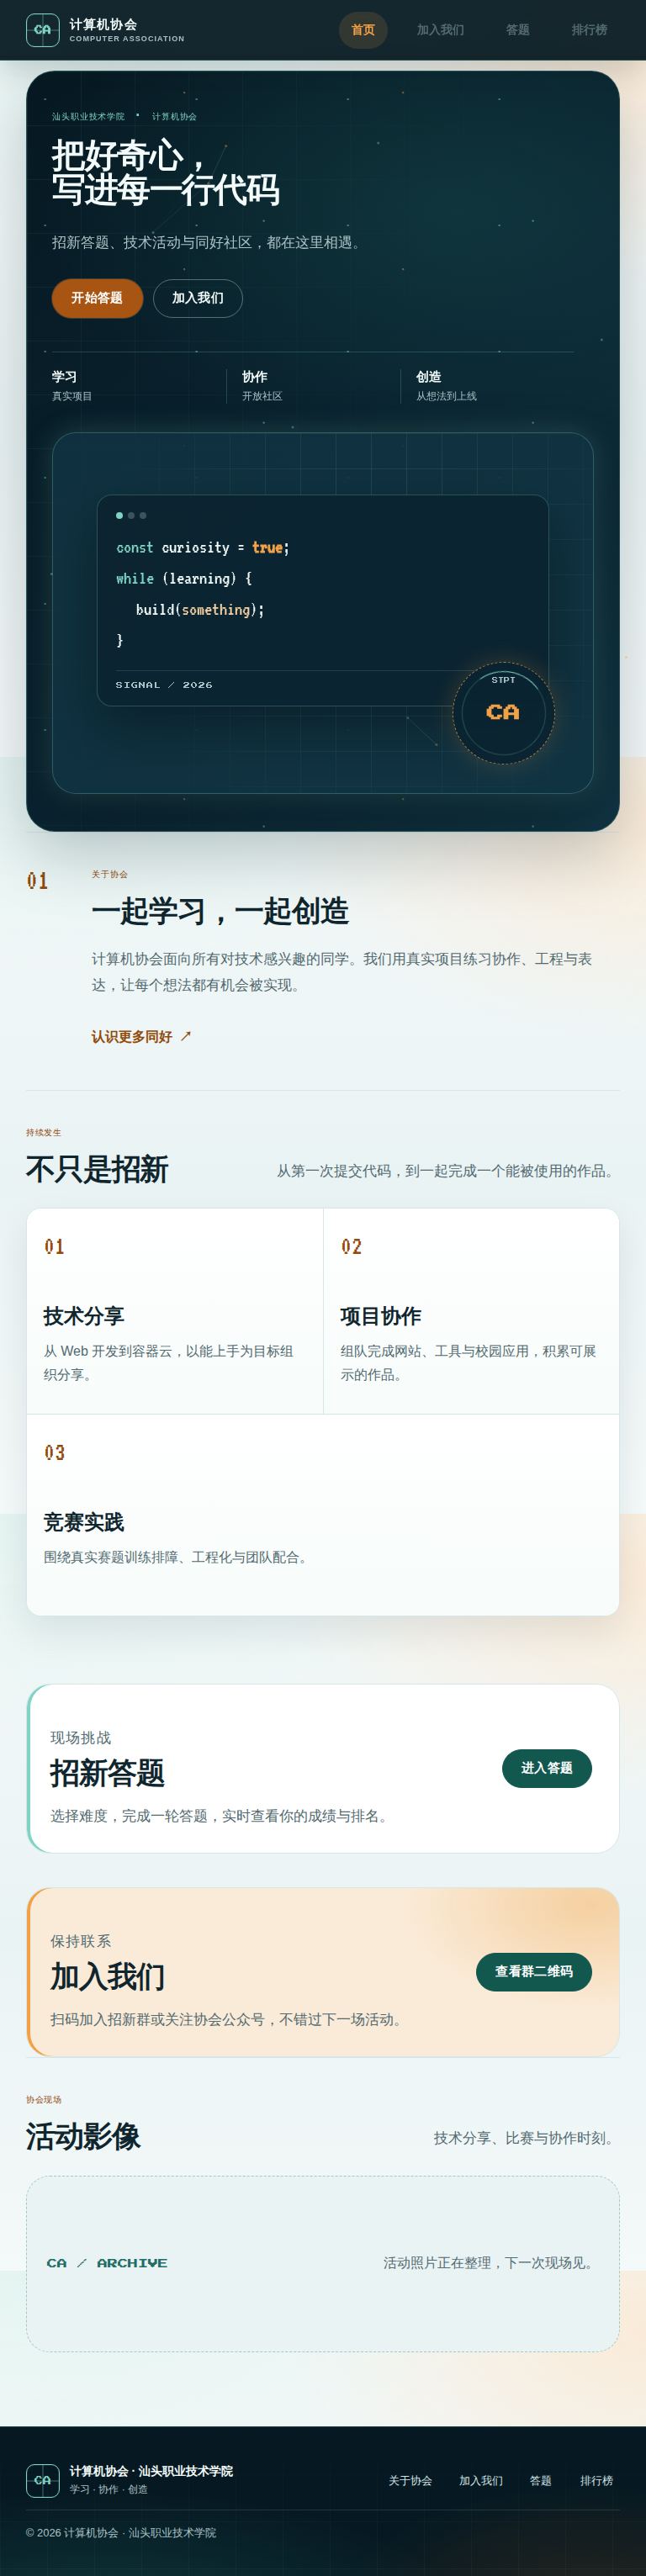 CA
计算机协会
COMPUTER ASSOCIATION
首页
加入我们
答题
排行榜
汕头职业技术学院 • 计算机协会
把好奇心，
写进每一行代码
招新答题、技术活动与同好社区，都在这里相遇。
开始答题
加入我们
学习
真实项目
协作
开放社区
创造
从想法到上线
const curiosity = true;
while (learning) {
build(something);
}
SIGNAL / 2026
STPT
CA
01
关于协会
一起学习，一起创造
计算机协会面向所有对技术感兴趣的同学。我们用真实项目练习协作、工程与表
达，让每个想法都有机会被实现。
认识更多同好 ↗
持续发生
不只是招新
从第一次提交代码，到一起完成一个能被使用的作品。
01
技术分享
从 Web 开发到容器云，以能上手为目标组
织分享。
02
项目协作
组队完成网站、工具与校园应用，积累可展
示的作品。
03
竞赛实践
围绕真实赛题训练排障、工程化与团队配合。
现场挑战
招新答题
选择难度，完成一轮答题，实时查看你的成绩与排名。
进入答题
保持联系
加入我们
扫码加入招新群或关注协会公众号，不错过下一场活动。
查看群二维码
协会现场
活动影像
技术分享、比赛与协作时刻。
CA / ARCHIVE
活动照片正在整理，下一次现场见。
CA
计算机协会 · 汕头职业技术学院
学习 · 协作 · 创造
关于协会
加入我们
答题
排行榜
© 2026 计算机协会 · 汕头职业技术学院